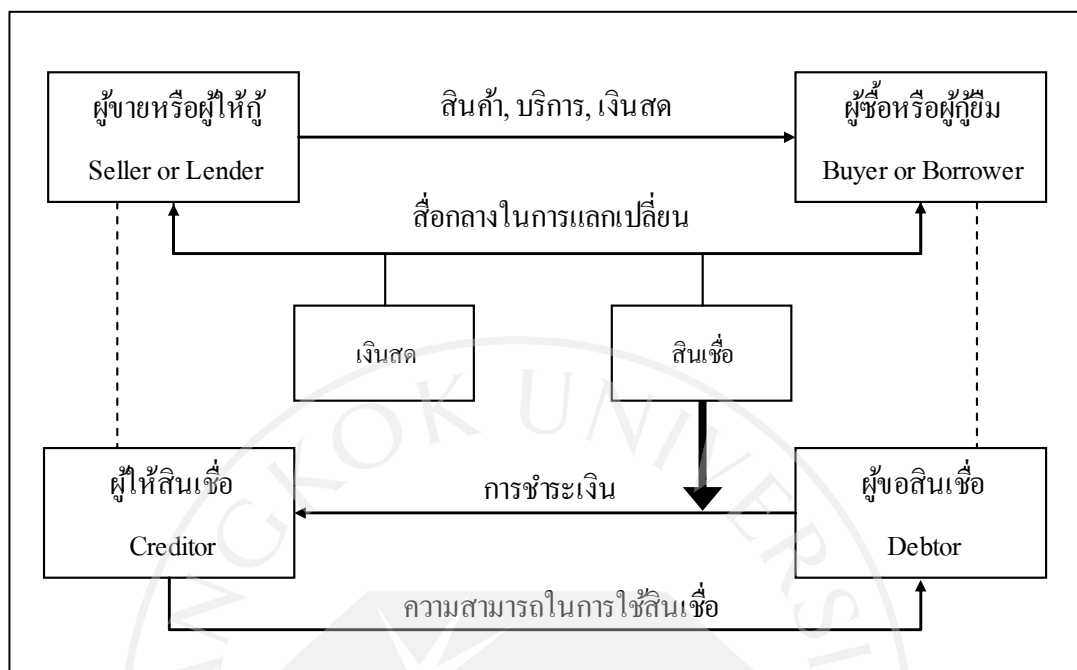 ผู้ขายหรือผู้ให้กู้
Seller or Lender
สินค้า, บริการ, เงินสด
ผู้ซื้อหรือผู้กู้ยืม
Buyer or Borrower
สื่อกลางในการแลกเปลี่ยน
เงินสด
สินเชื่อ
ผู้ให้สินเชื่อ
Creditor
การชำระเงิน
ผู้ขอสินเชื่อ
Debtor
ความสามารถในการใช้สินเชื่อ